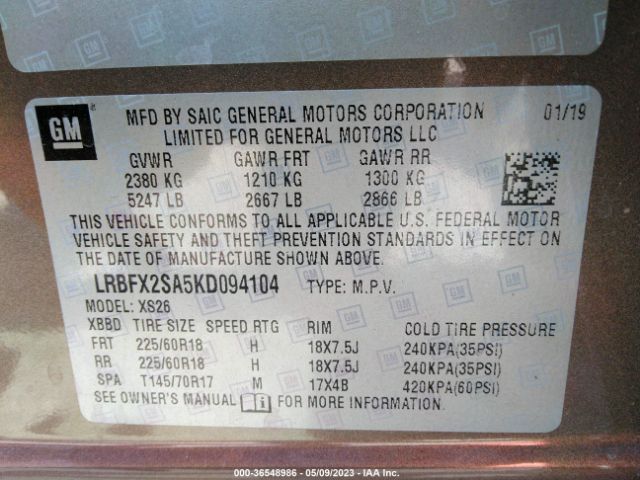 GM
MFD BY SAIC GENERAL MOTORS CORPORATION 01/19
LIMITED FOR GENERAL MOTORS LLC
GVWR GAWR FRT GAWR RR
2380 KG 1210 KG 1300 KG
5247 LB 2667 LB 2866 LB
THIS VEHICLE CONFORMS TO ALL APPLICABLE U.S. FEDERAL MOTOR
VEHICLE SAFETY AND THEFT PREVENTION STANDARDS IN EFFECT ON
THE DATE OF MANUFACTURE SHOWN ABOVE.
LRBFX2SA5KD094104 TYPE: M.P.V.
MODEL: XS26
XBBD TIRE SIZE SPEED RTG RIM COLD TIRE PRESSURE
FRT 225/60R18 H 18X7.5J 240KPA(35PSI)
RR 225/60R18 H 18X7.5J 240KPA(35PSI)
SPA T145/70R17 M 17X4B 420KPA(60PSI)
SEE OWNER'S MANUAL FOR MORE INFORMATION.
000-36548986 - 05/09/2023 - IAA Inc.